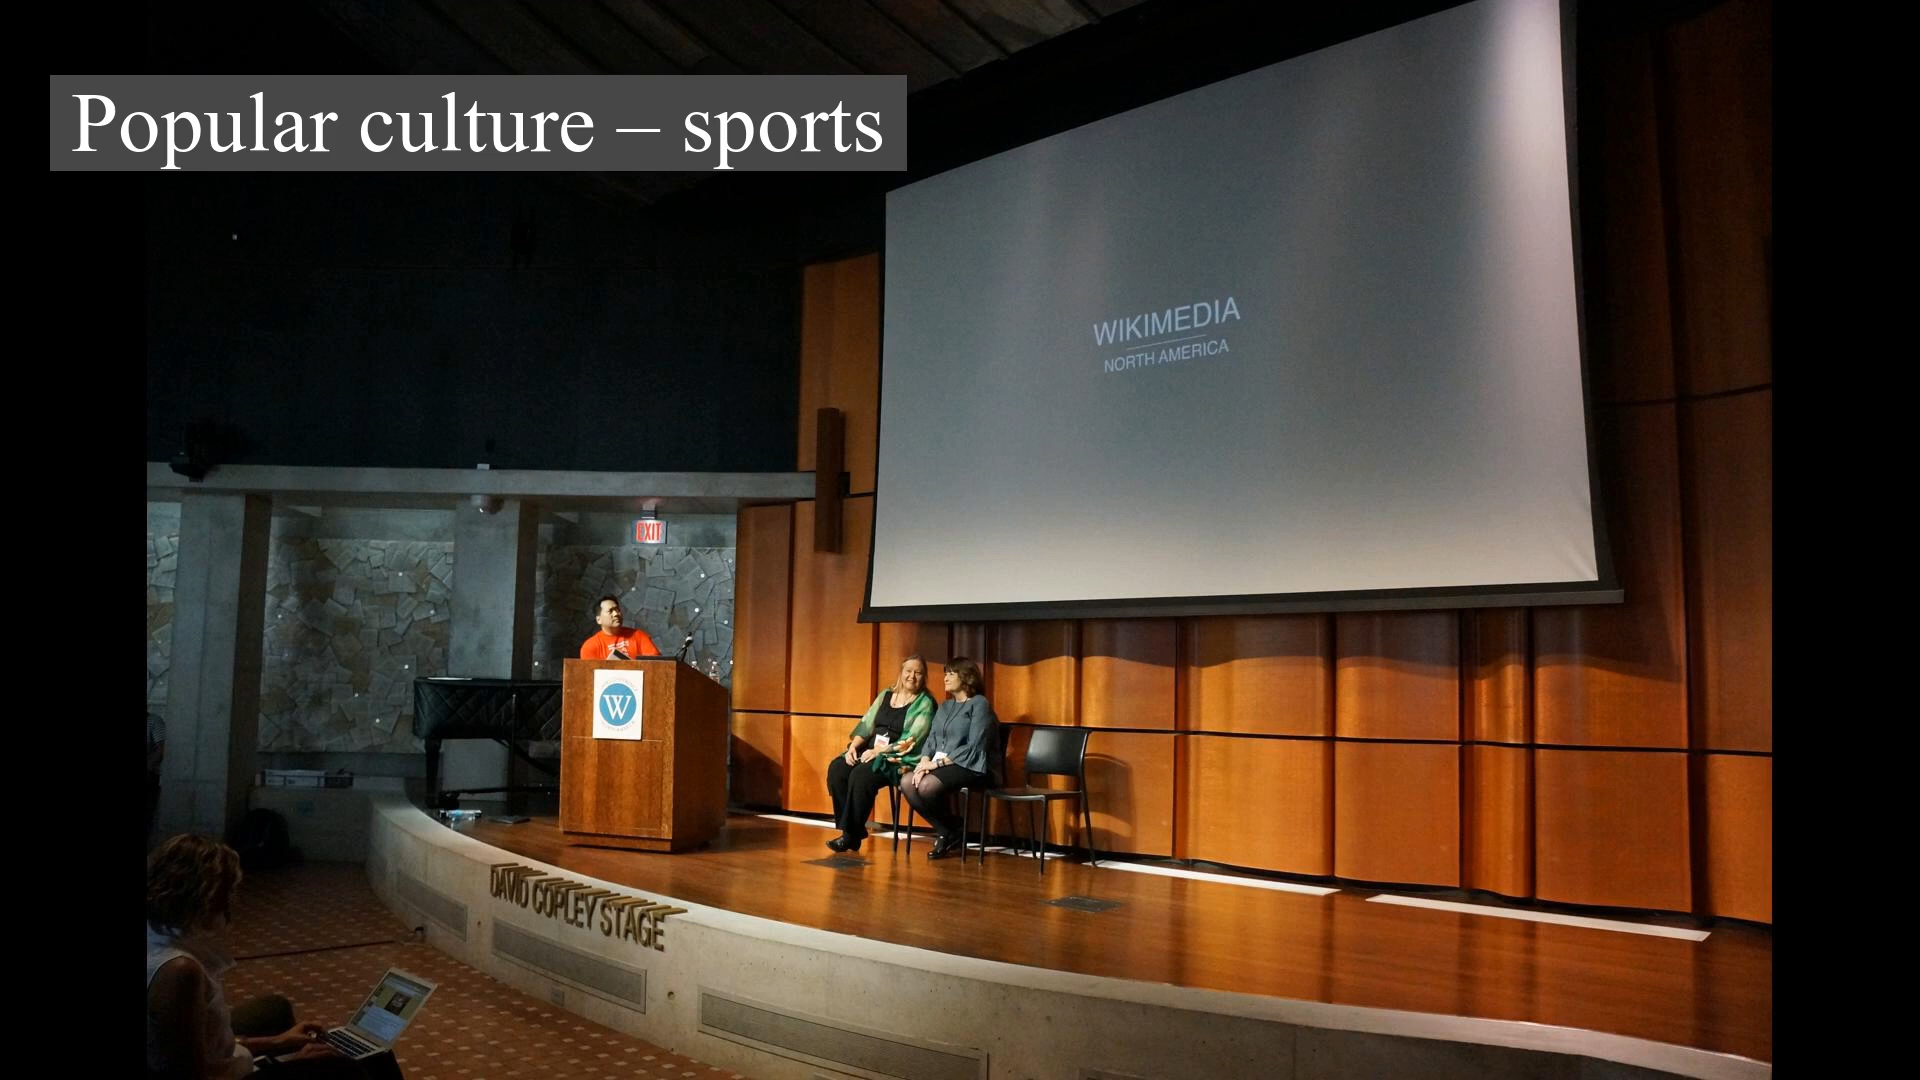 Popular culture – sports
WIKIMEDIA
NORTH AMERICA
EXIT
W
DAVID COPLEY STAGE